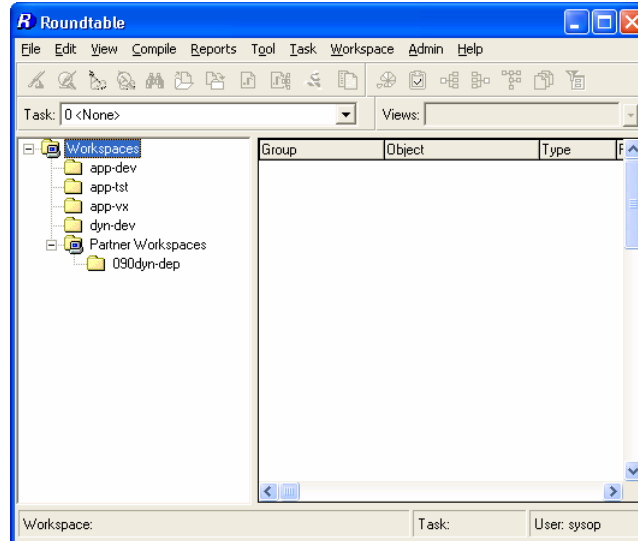 Roundtable
File Edit View Compile Reports Tool Task Workspace Admin Help
Task: 0 <None> Views:
Workspaces
app-dev
app-tst
app-vx
dyn-dev
Partner Workspaces
090dyn-dep
Group Object Type
Workspace: Task: User: sysop